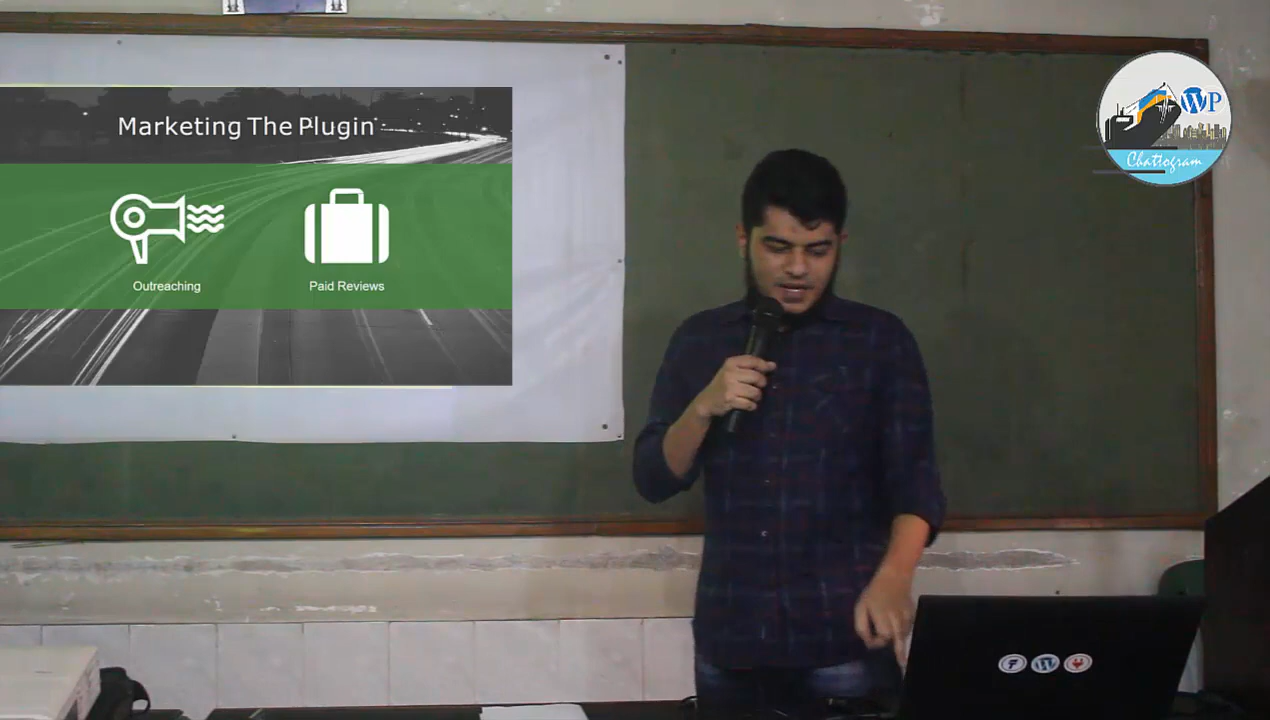 Marketing The Plugin
Outreaching
Paid Reviews
WP
Chattogram